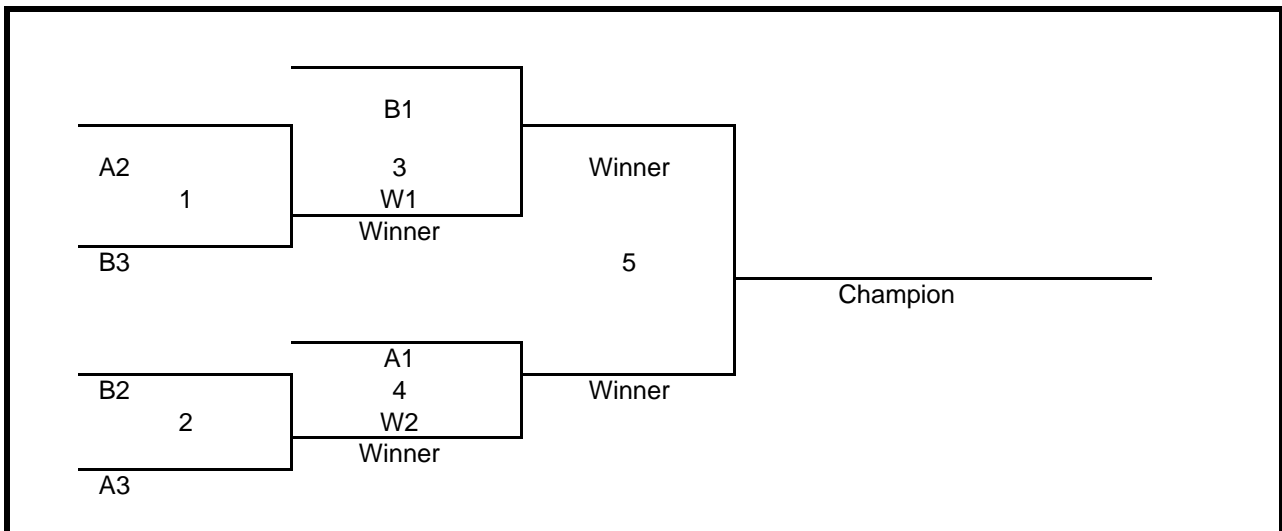 B1
A2 3 Winner
1 W1
Winner
B3 5
Champion
A1
B2 4 Winner
2 W2
Winner
A3